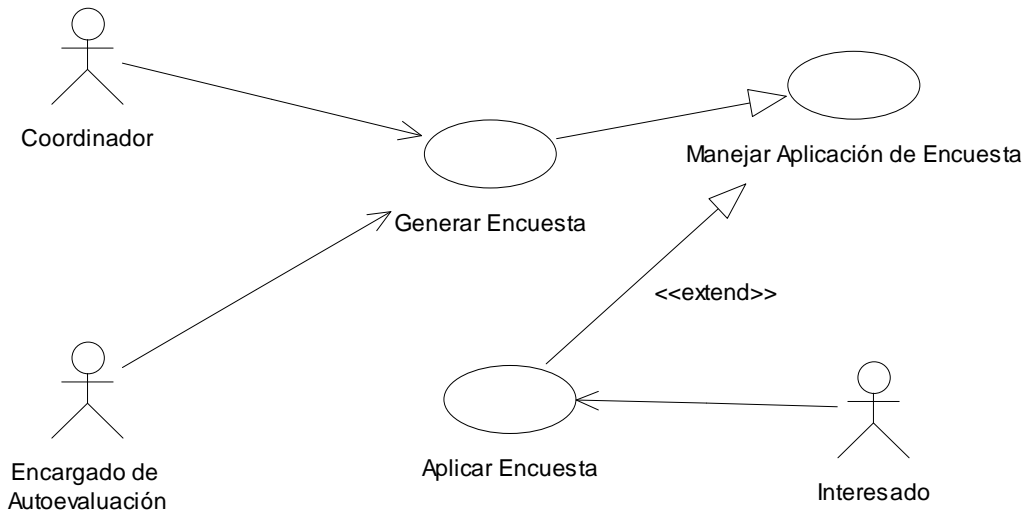 Coordinador
Manejar Aplicación de Encuesta
Generar Encuesta
<<extend>>
Encargado de
Autoevaluación
Aplicar Encuesta
Interesado